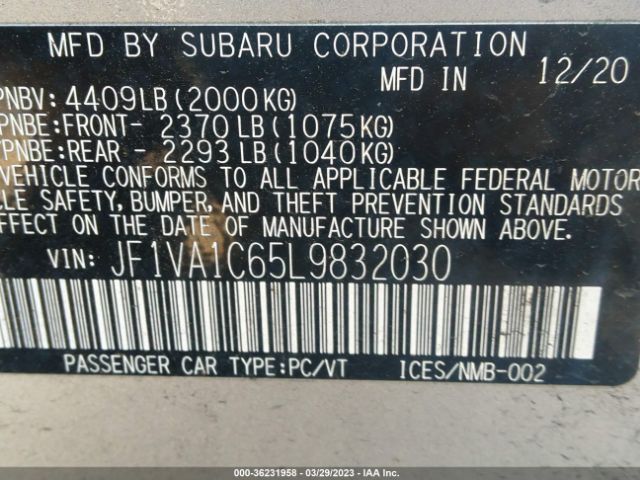 MFD BY SUBARU CORPORATION
MFD IN 12/20
PNBV: 4409LB(2000KG)
PNBE:FRONT- 2370LB(1075KG)
PNBE:REAR - 2293LB(1040KG)
VEHICLE CONFORMS TO ALL APPLICABLE FEDERAL MOTOR
LE SAFETY, BUMPER, AND THEFT PREVENTION STANDARDS
EFFECT ON THE DATE OF MANUFACTURE SHOWN ABOVE.
VIN: JF1VA1C65L9832030
PASSENGER CAR TYPE:PC/VT ICES/NMB-002
000-36231958 - 03/29/2023 - IAA Inc.